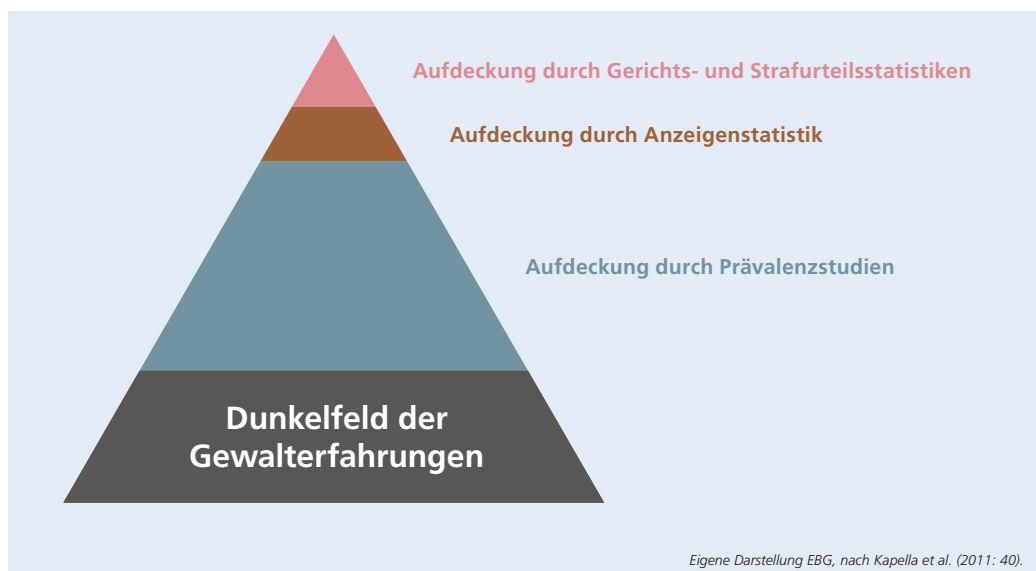 Aufdeckung durch Gerichts- und Strafurteilsstatistiken
Aufdeckung durch Anzeigenstatistik
Aufdeckung durch Prävalenzstudien
Dunkelfeld der
Gewalterfahrungen
Eigene Darstellung EBG, nach Kapella et al. (2011: 40).